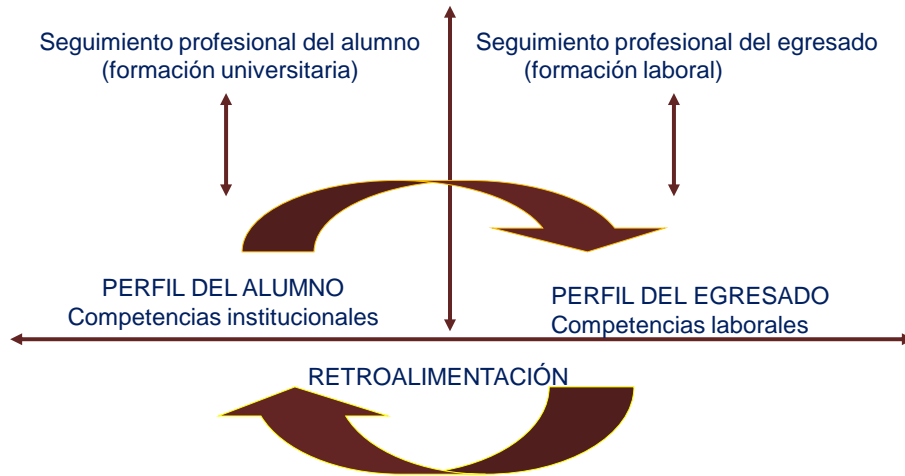 Seguimiento profesional del alumno
(formación universitaria)
Seguimiento profesional del egresado
(formación laboral)
PERFIL DEL ALUMNO
Competencias institucionales
PERFIL DEL EGRESADO
Competencias laborales
RETROALIMENTACIÓN